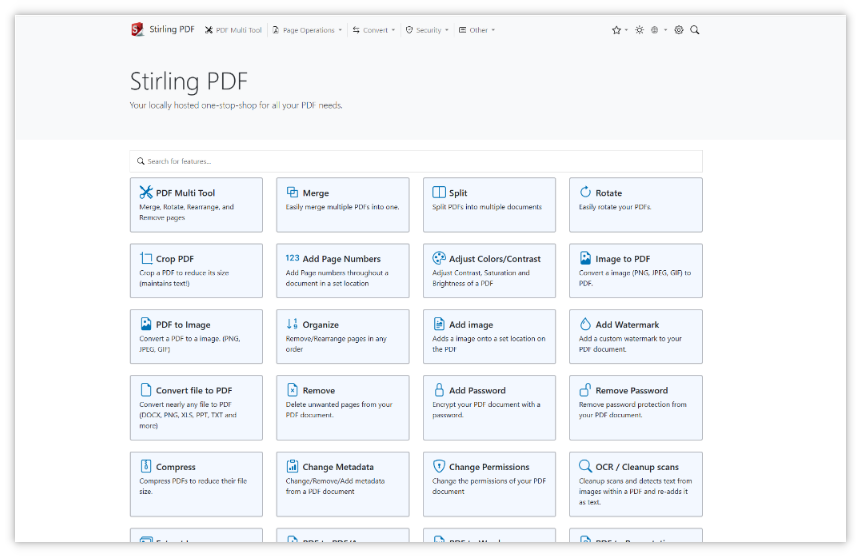 Stirling PDF PDF Multi Tool Page Operations Convert Security Other
Stirling PDF
Your locally hosted one-stop-shop for all your PDF needs.
Search for features...
PDF Multi Tool
Merge, Rotate, Rearrange, and
Remove pages
Merge
Easily merge multiple PDFs into one.
Split
Split PDFs into multiple documents
Rotate
Easily rotate your PDFs.
Crop PDF
Crop a PDF to reduce its size
(maintains text!)
123 Add Page Numbers
Add Page numbers throughout a
document in a set location
Adjust Colors/Contrast
Adjust Contrast, Saturation and
Brightness of a PDF
Image to PDF
Convert a image (PNG, JPEG, GIF) to
PDF.
PDF to Image
Convert a PDF to a image. (PNG,
JPEG, GIF)
Organize
Remove/Rearrange pages in any
order
Add image
Adds a image onto a set location on
the PDF
Add Watermark
Add a custom watermark to your
PDF document.
Convert file to PDF
Convert nearly any file to PDF
(DOCX, PNG, XLS, PPT, TXT and
more)
Remove
Delete unwanted pages from your
PDF document.
Add Password
Encrypt your PDF document with a
password.
Remove Password
Remove password protection from
your PDF document.
Compress
Compress PDFs to reduce their file
size.
Change Metadata
Change/Remove/Add metadata
from a PDF document
Change Permissions
Change the permissions of your PDF
document
OCR / Cleanup scans
Cleanup scans and detects text from
images within a PDF and re-adds it
as text.